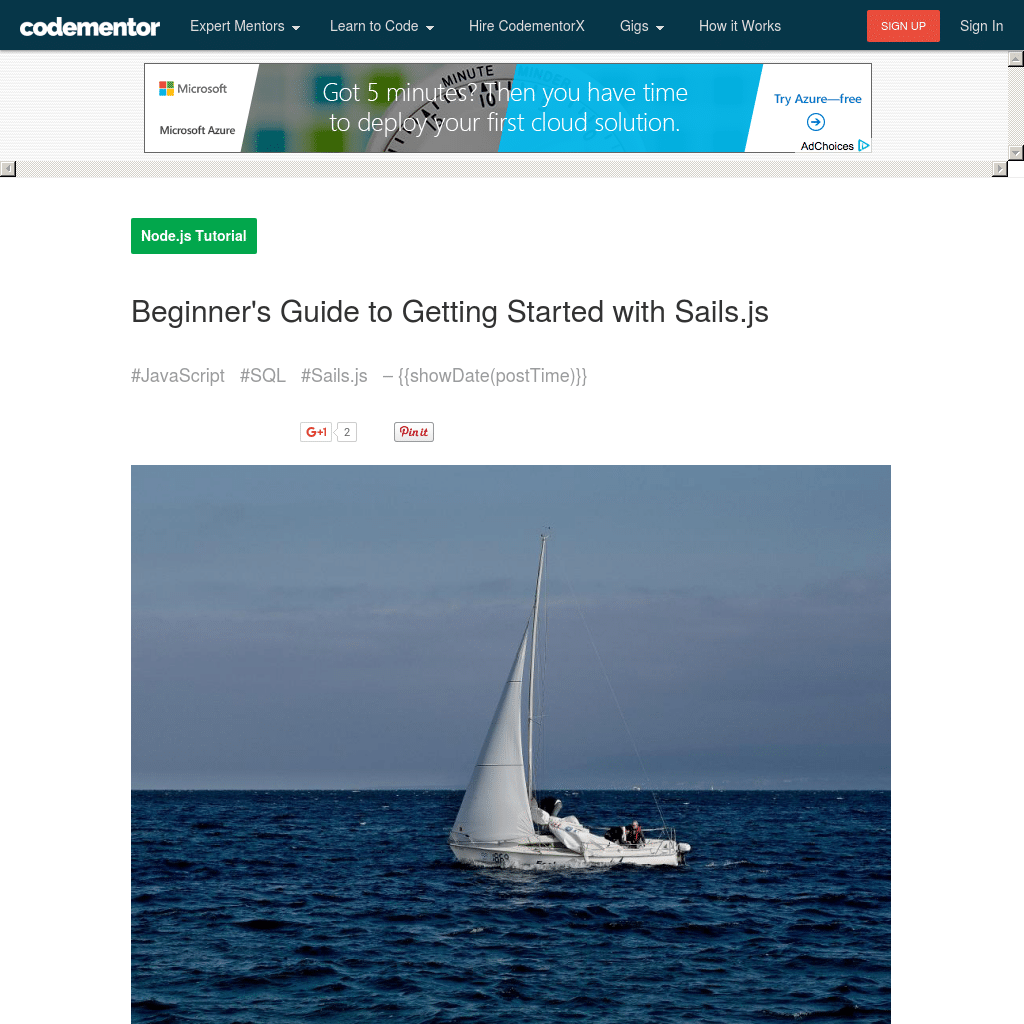 codementor Expert Mentors Learn to Code Hire CodementorX Gigs How it Works SIGN UP Sign In
Microsoft
Microsoft Azure
Got 5 minutes? Then you have time
to deploy your first cloud solution.
MINUTE
10
Try Azure—free
AdChoices
Node.js Tutorial
Beginner's Guide to Getting Started with Sails.js
#JavaScript #SQL #Sails.js – {{showDate(postTime)}}
G+1 2 Pin it